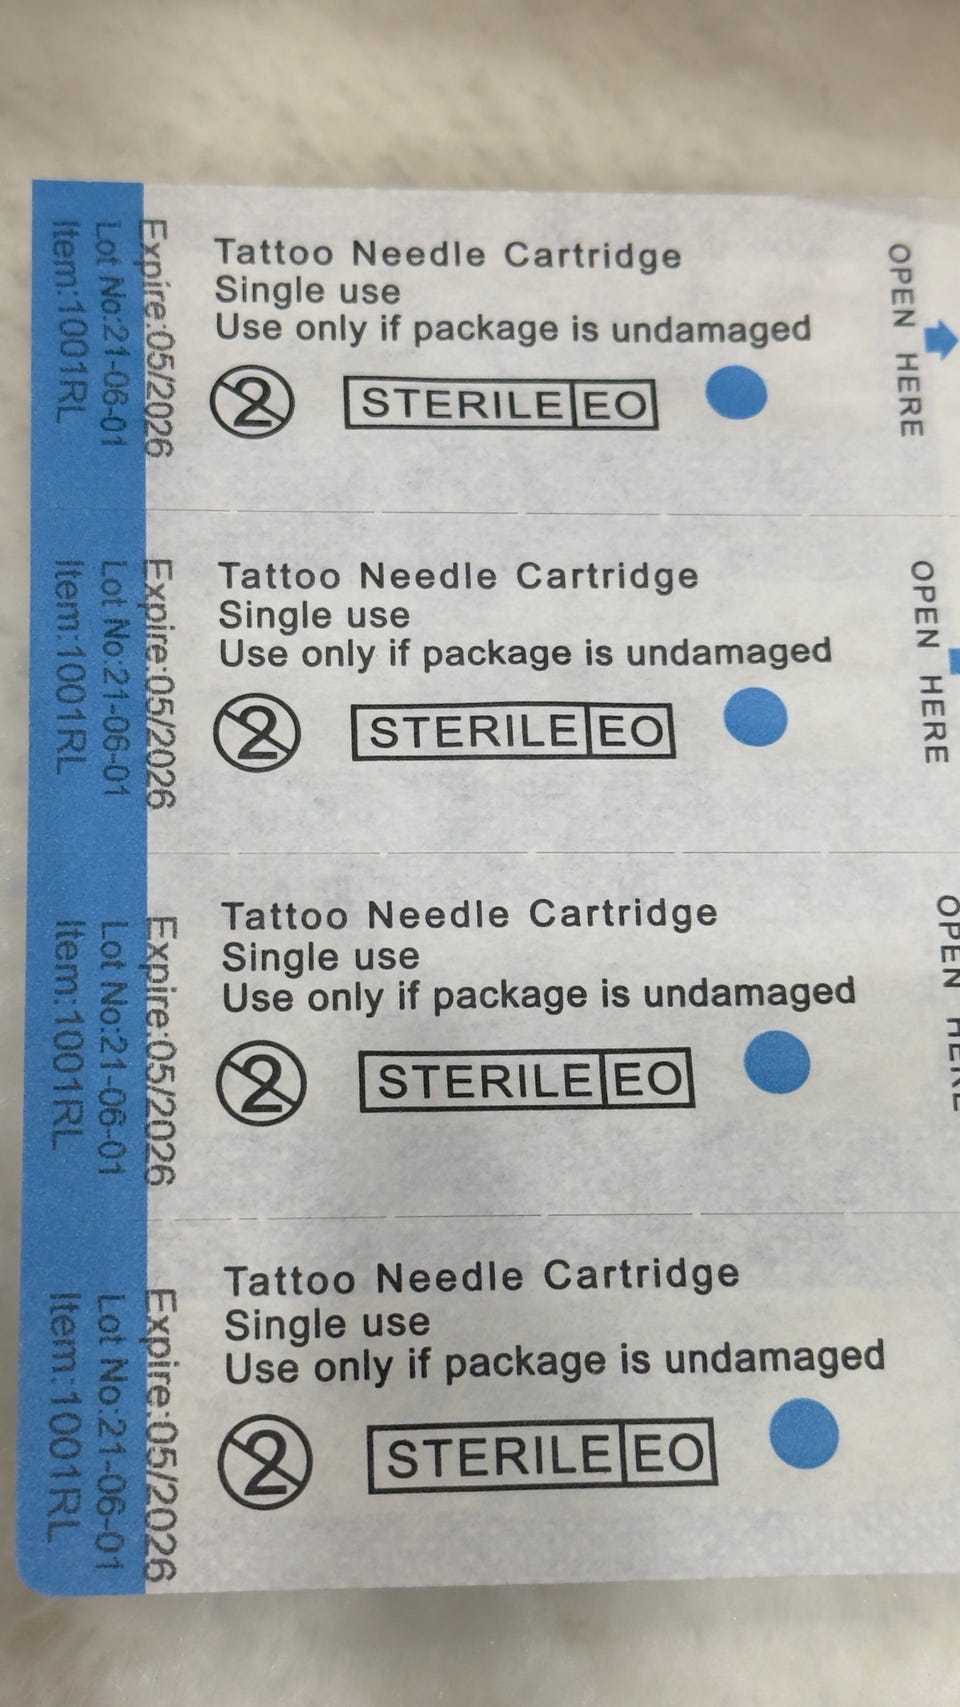 Expire:05/2026
Lot No:21-06-01
Item:1001RL
Tattoo Needle Cartridge
Single use
Use only if package is undamaged
2
STERILE EO
OPEN HERE
Expire:05/2026
Lot No:21-06-01
Item:1001RL
Tattoo Needle Cartridge
Single use
Use only if package is undamaged
2
STERILE EO
OPEN HERE
Expire:05/2026
Lot No:21-06-01
Item:1001RL
Tattoo Needle Cartridge
Single use
Use only if package is undamaged
2
STERILE EO
OPEN HERE
Expire:05/2026
Lot No:21-06-01
Item:1001RL
Tattoo Needle Cartridge
Single use
Use only if package is undamaged
2
STERILE EO